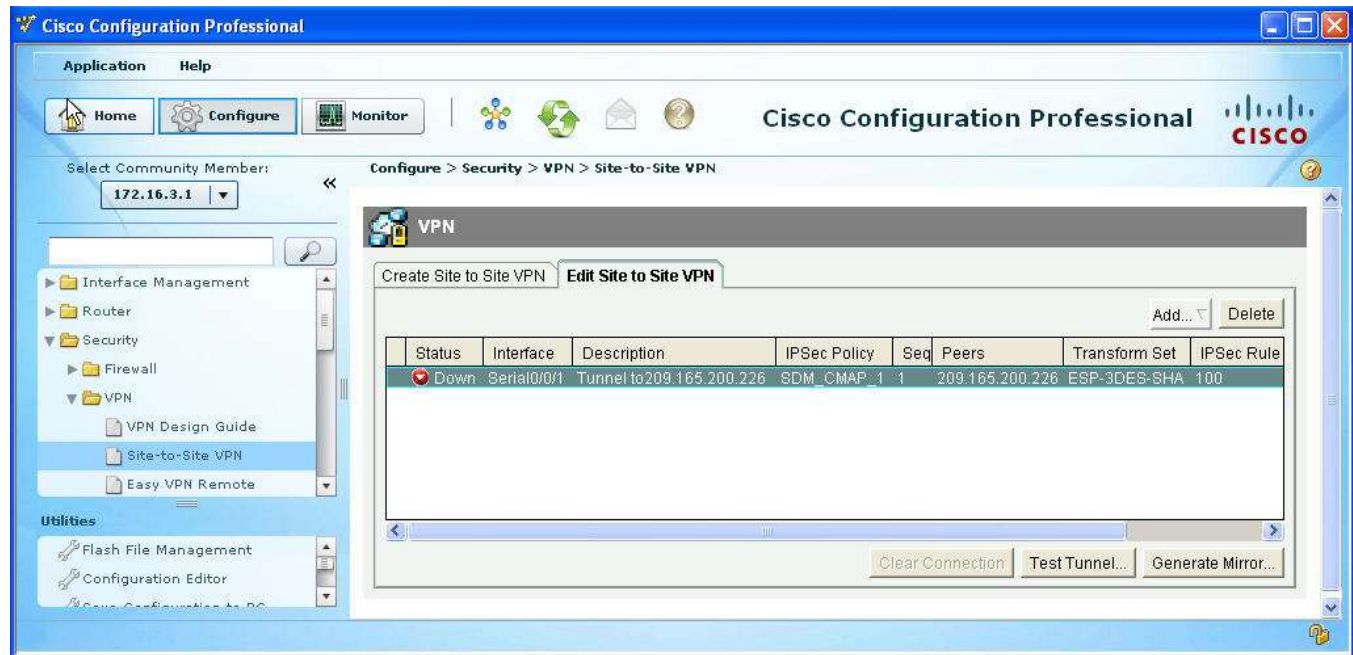 Cisco Configuration Professional
Application Help
Home Configure Monitor Cisco Configuration Professional
CISCO
Select Community Member:
172.16.3.1
«
Configure > Security > VPN > Site-to-Site VPN
VPN
Create Site to Site VPN Edit Site to Site VPN
Add... Delete
Status Interface Description IPSec Policy Seq Peers Transform Set IPSec Rule
Down Serial0/0/1 Tunnel to209.165.200.226 SDM_CMAP_1 1 209.165.200.226 ESP-3DES-SHA 100
Clear Connection Test Tunnel... Generate Mirror...
Interface Management
Router
Security
Firewall
VPN
VPN Design Guide
Site-to-Site VPN
Easy VPN Remote
Utilities
Flash File Management
Configuration Editor